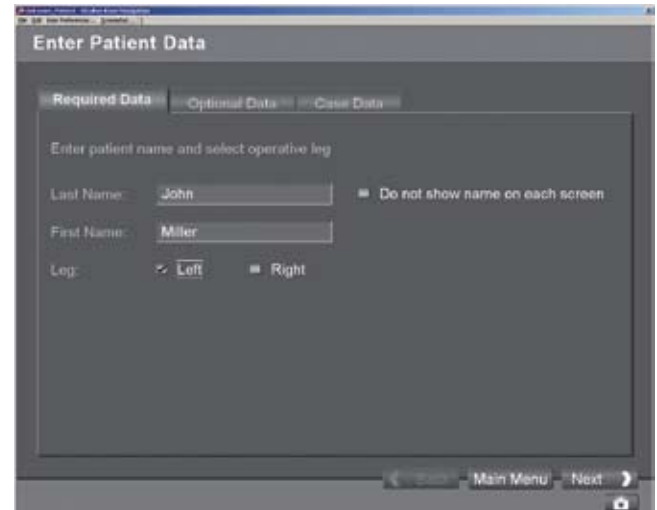 Enter Patient Data
Required Data Optional Data Case Data
Enter patient name and select operative leg
Last Name: John Do not show name on each screen
First Name: Miller
Leg: Left Right
Main Menu Next